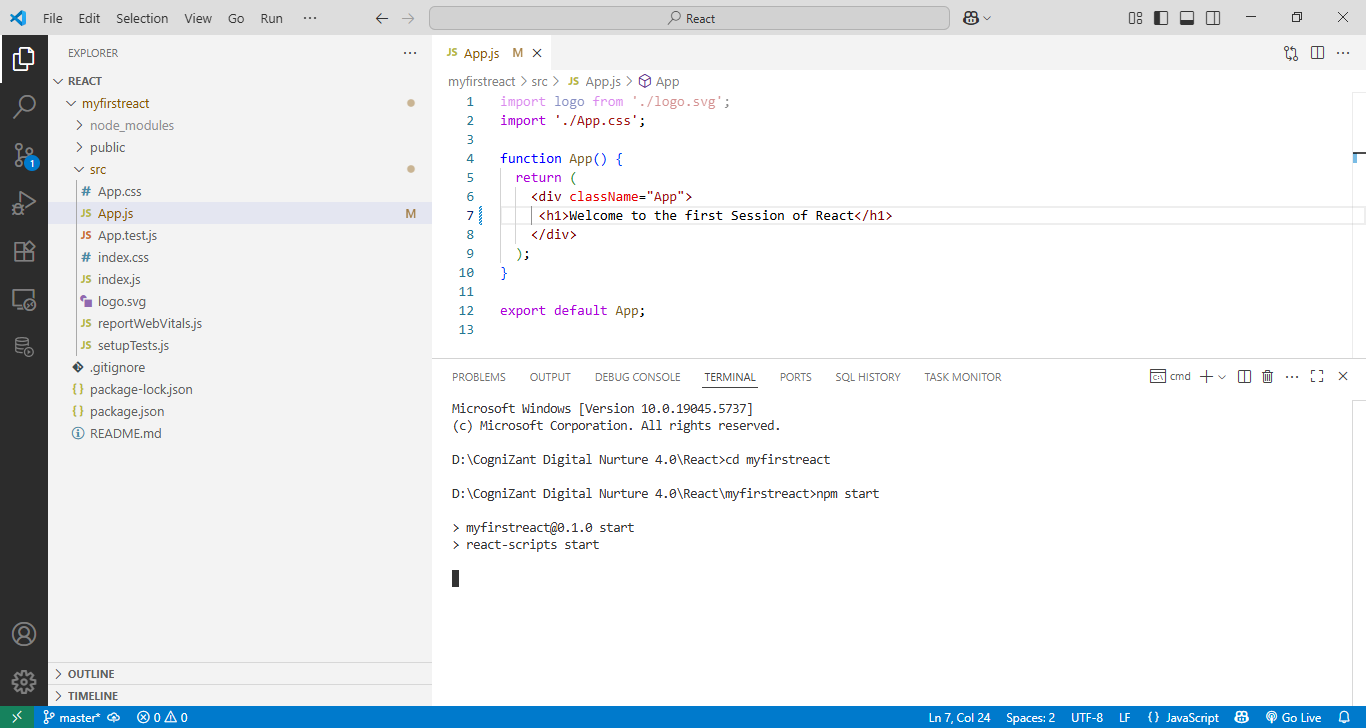 File Edit Selection View Go Run ··· React
EXPLORER ···
REACT
myfirstreact
node_modules
public
src
# App.css
JS App.js M
JS App.test.js
# index.css
JS index.js
logo.svg
JS reportWebVitals.js
JS setupTests.js
.gitignore
{} package-lock.json
{} package.json
README.md
OUTLINE
TIMELINE
JS App.js M
myfirstreact > src > JS App.js > App
1 import logo from './logo.svg';
2 import './App.css';
3
4 function App() {
5 return (
6 <div className="App">
7 <h1>Welcome to the first Session of React</h1>
8 </div>
9 );
10 }
11
12 export default App;
13
PROBLEMS OUTPUT DEBUG CONSOLE TERMINAL PORTS SQL HISTORY TASK MONITOR cmd
Microsoft Windows [Version 10.0.19045.5737]
(c) Microsoft Corporation. All rights reserved.
D:\CogniZant Digital Nurture 4.0\React>cd myfirstreact
D:\CogniZant Digital Nurture 4.0\React\myfirstreact>npm start
> myfirstreact@0.1.0 start
> react-scripts start
1
master* 0 0 Ln 7, Col 24 Spaces: 2 UTF-8 LF {} JavaScript Go Live